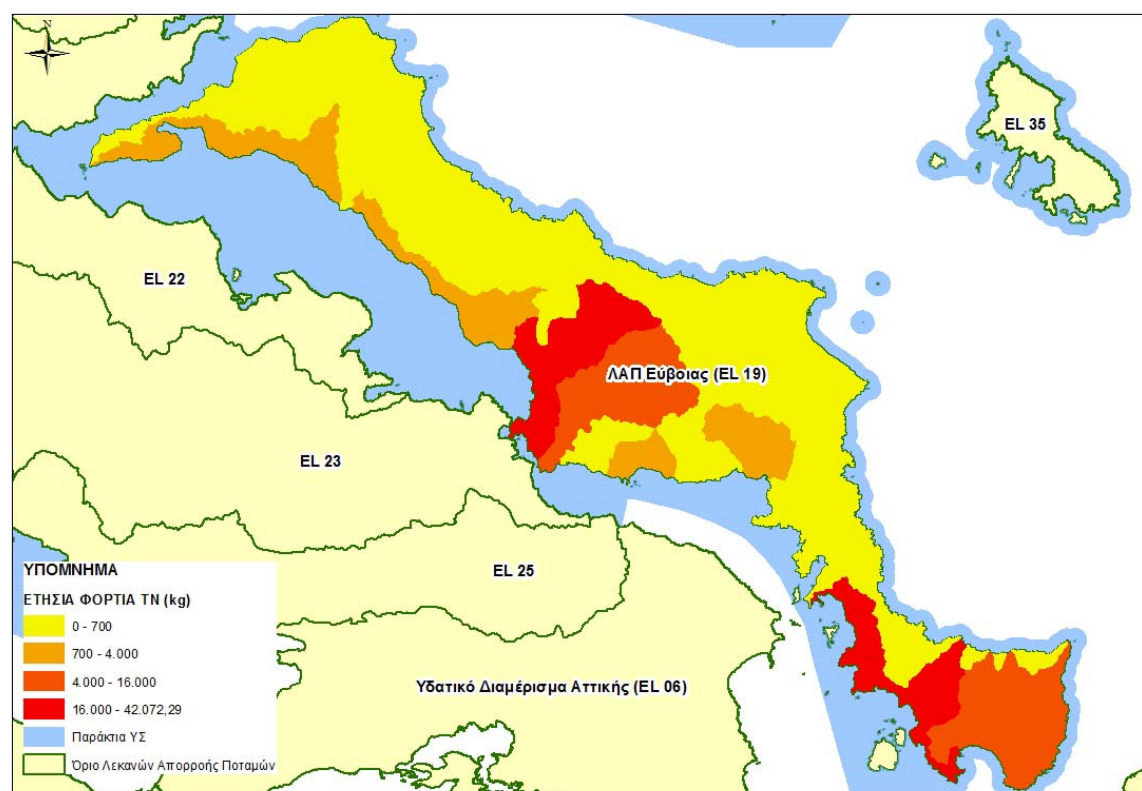 N
EL 35
EL 22
ΛΑΠ Εύβοιας (EL 19)
EL 23
EL 25
Υδατικό Διαμέρισμα Αττικής (EL 06)
ΥΠΟΜΝΗΜΑ
ΕΤΗΣΙΑ ΦΟΡΤΙΑ TN (kg)
0 - 700
700 - 4.000
4.000 - 16.000
16.000 - 42.072,29
Παράκτια ΥΣ
Όριο Λεκανών Απορροής Ποταμών